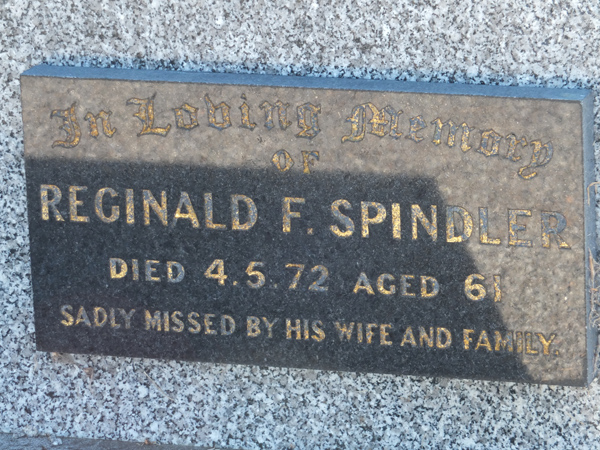 In Loving Memory
OF
REGINALD F. SPINDLER
DIED 4.5.72 AGED 61
SADLY MISSED BY HIS WIFE AND FAMILY.